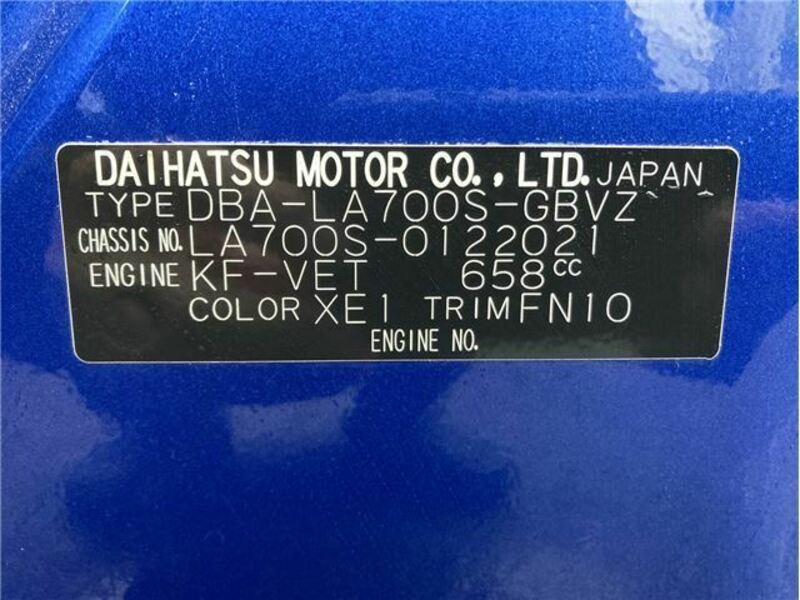 DAIHATSU MOTOR CO., LTD. JAPAN
TYPE DBA-LA700S-GBVZ
CHASSIS NO. LA700S-0122021
ENGINE KF-VET 658cc
COLOR XE1 TRIM FN10
ENGINE NO.